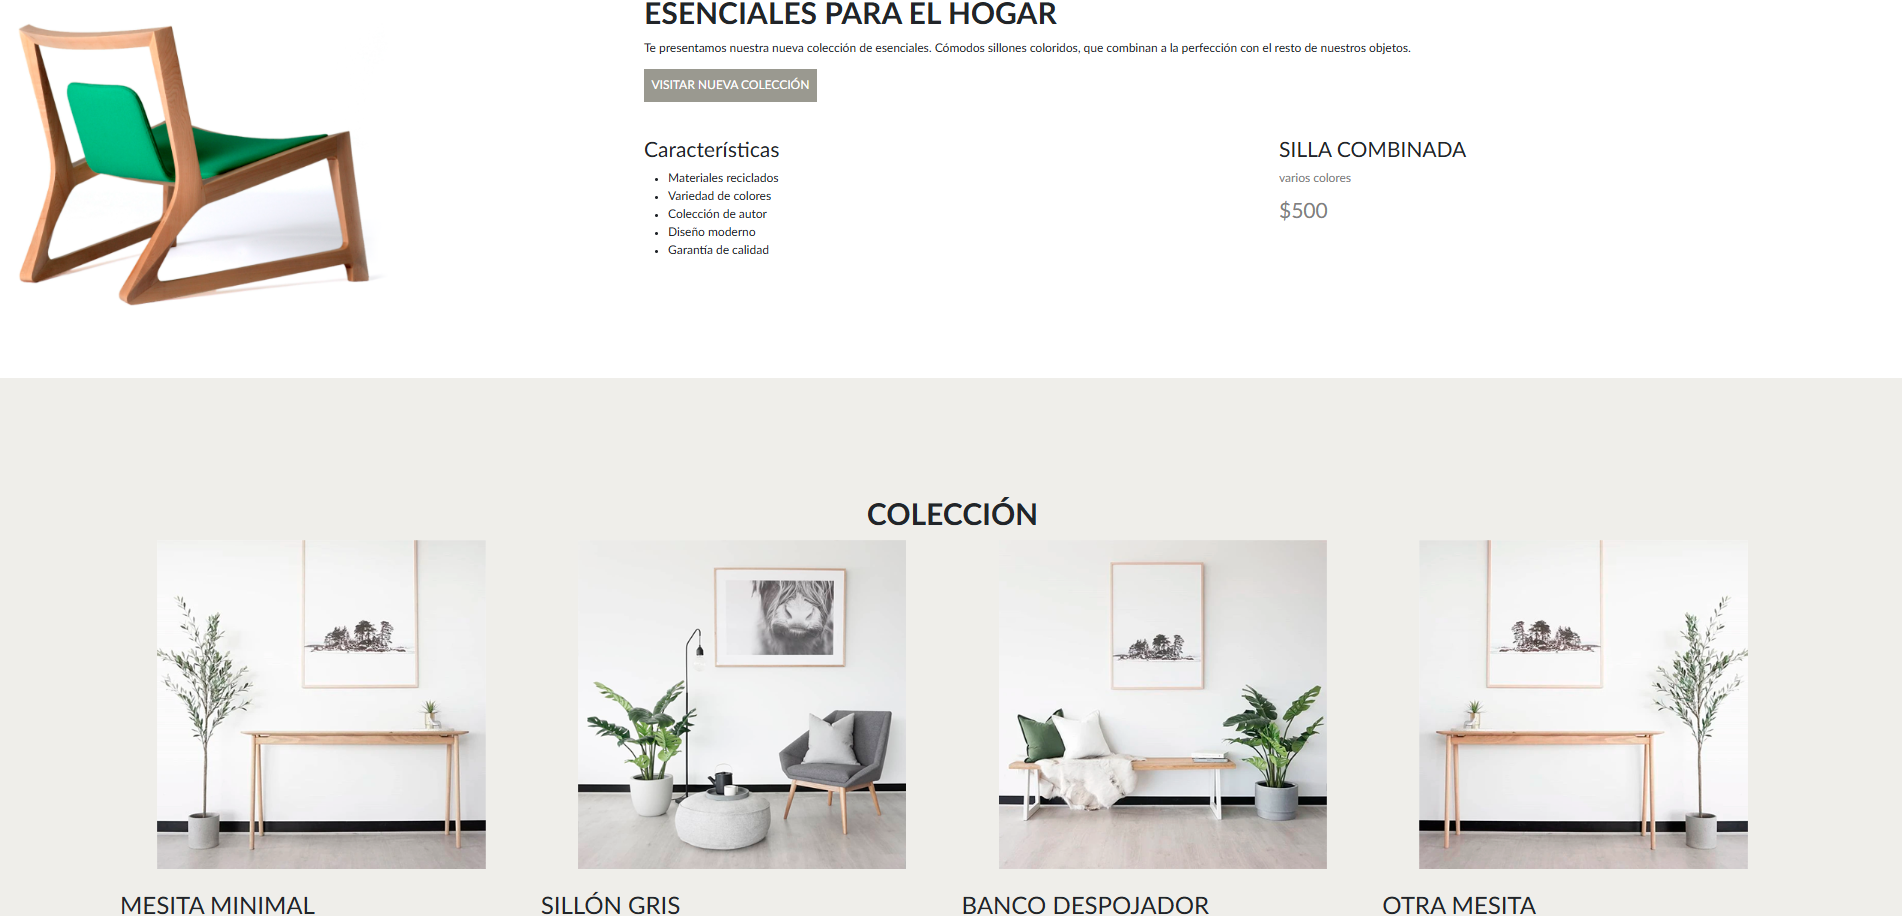 ESENCIALES PARA EL HOGAR
Te presentamos nuestra nueva colección de esenciales. Cómodos sillones coloridos, que combinan a la perfección con el resto de nuestros objetos.
VISITAR NUEVA COLECCIÓN
Características
Materiales reciclados
Variedad de colores
Colección de autor
Diseño moderno
Garantía de calidad
SILLA COMBINADA
varios colores
$500
COLECCIÓN
MESITA MINIMAL
SILLÓN GRIS
BANCO DESPOJADOR
OTRA MESITA